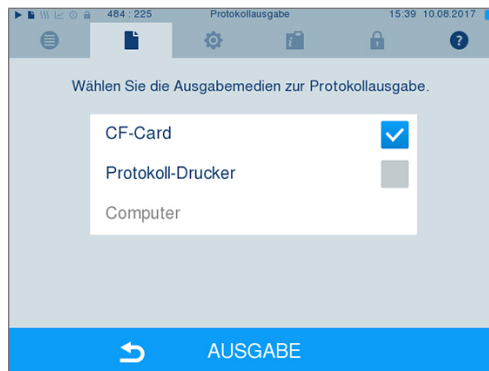 484 : 225 Protokollausgabe 15:39 10.08.2017
Wählen Sie die Ausgabemedien zur Protokollausgabe.
CF-Card
Protokoll-Drucker
Computer
AUSGABE